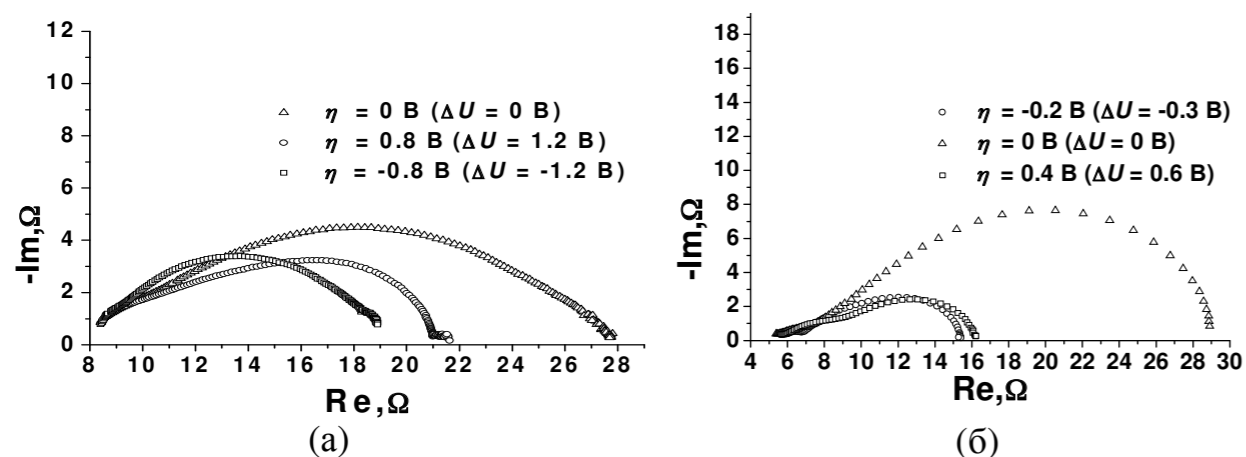 12
10
8
6
4
2
0
-Im,Ω
η = 0 В (ΔU = 0 В)
η = 0.8 В (ΔU = 1.2 В)
η = -0.8 В (ΔU = -1.2 В)
8 10 12 14 16 18 20 22 24 26 28
Re,Ω
(а)
18
16
14
12
10
8
6
4
2
0
-Im,Ω
η = -0.2 В (ΔU = -0.3 В)
η = 0 В (ΔU = 0 В)
η = 0.4 В (ΔU = 0.6 В)
4 6 8 10 12 14 16 18 20 22 24 26 28 30
Re,Ω
(б)